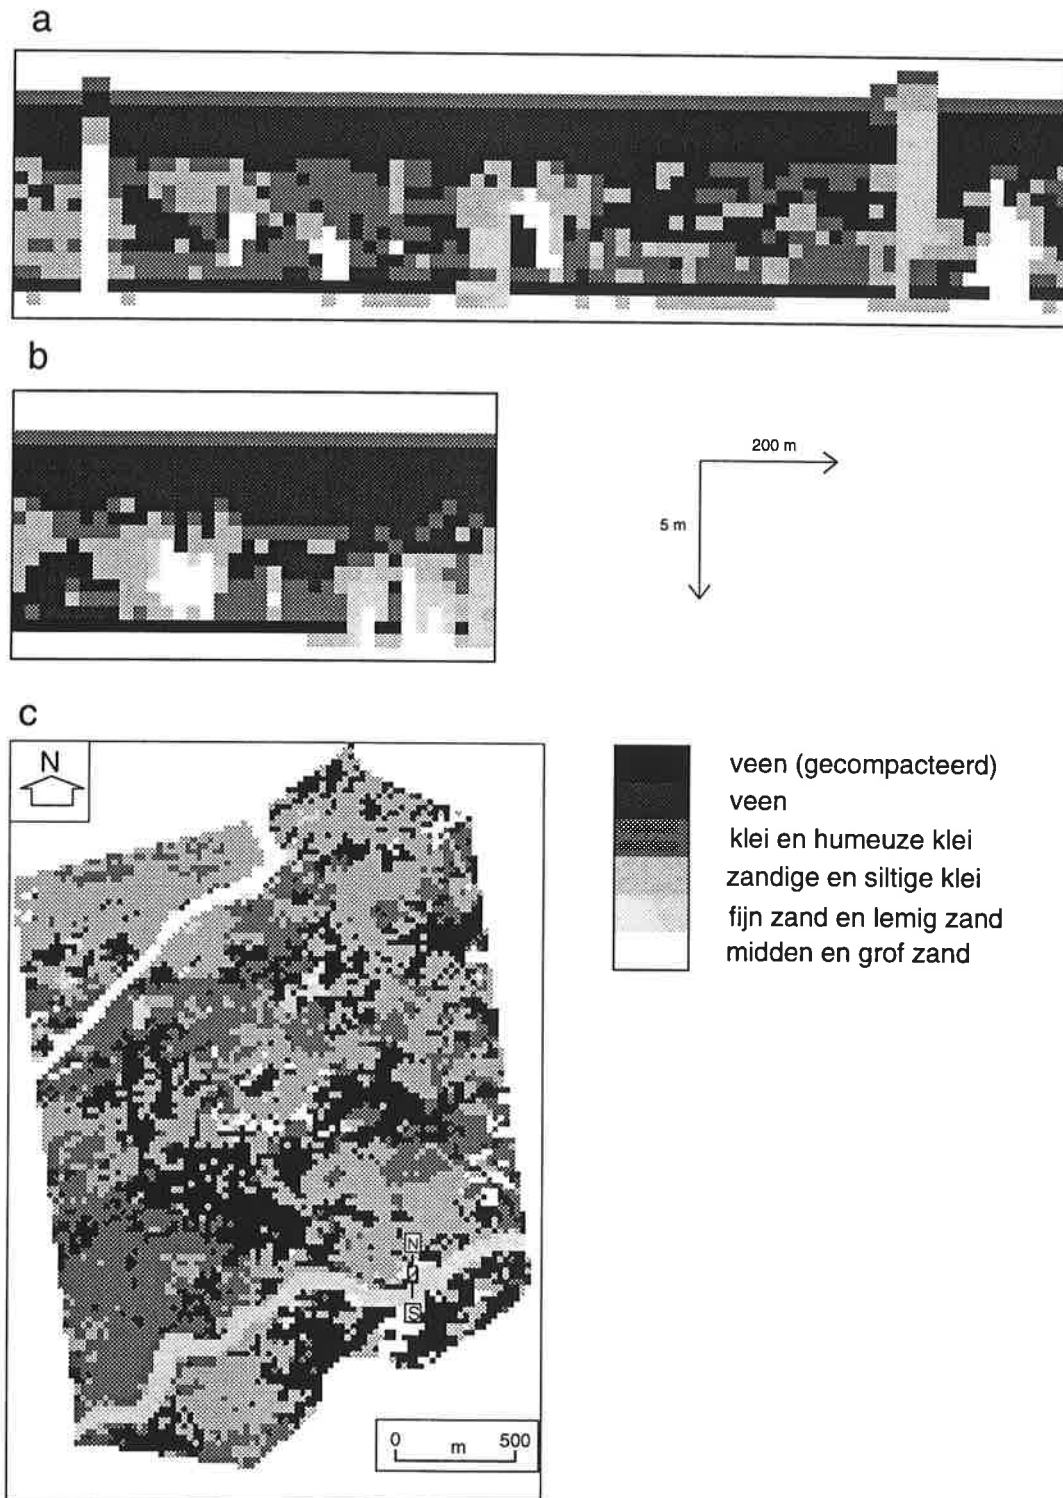 a
b
200 m
5 m
c
N
veen (gecompacteerd)
veen
klei en humeuze klei
zandige en siltige klei
fijn zand en lemig zand
midden en grof zand
N
0
S
0 m 500